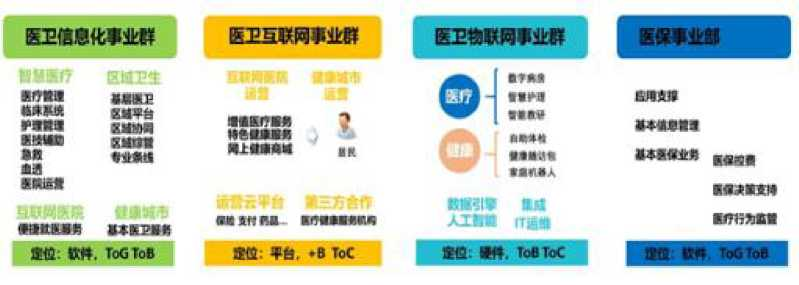 医卫信息化事业群
智慧医疗
医疗管理
临床系统
护理管理
医技辅助
急救
血透
医院运营
区域卫生
基层医卫
区域平台
区域协同
区域综管
专业条线
互联网医院
便捷就医服务
健康城市
基本医卫服务
定位：软件，ToG ToB
医卫互联网事业群
互联网医院
运营
健康城市
运营
增值医疗服务
特色健康服务
网上健康商城
居民
运营云平台
保险 支付 药品...
第三方合作
医疗健康服务机构
定位：平台，+B ToC
医卫物联网事业群
医疗
数字病房
智慧护理
智能教研
健康
自助体检
健康随访包
家庭机器人
数据引擎
人工智能
集成
IT运维
定位：硬件，ToB ToC
医保事业部
应用支撑
基本信息管理
基本医保业务
医保控费
医保决策支持
医疗行为监管
定位：软件，ToG ToB